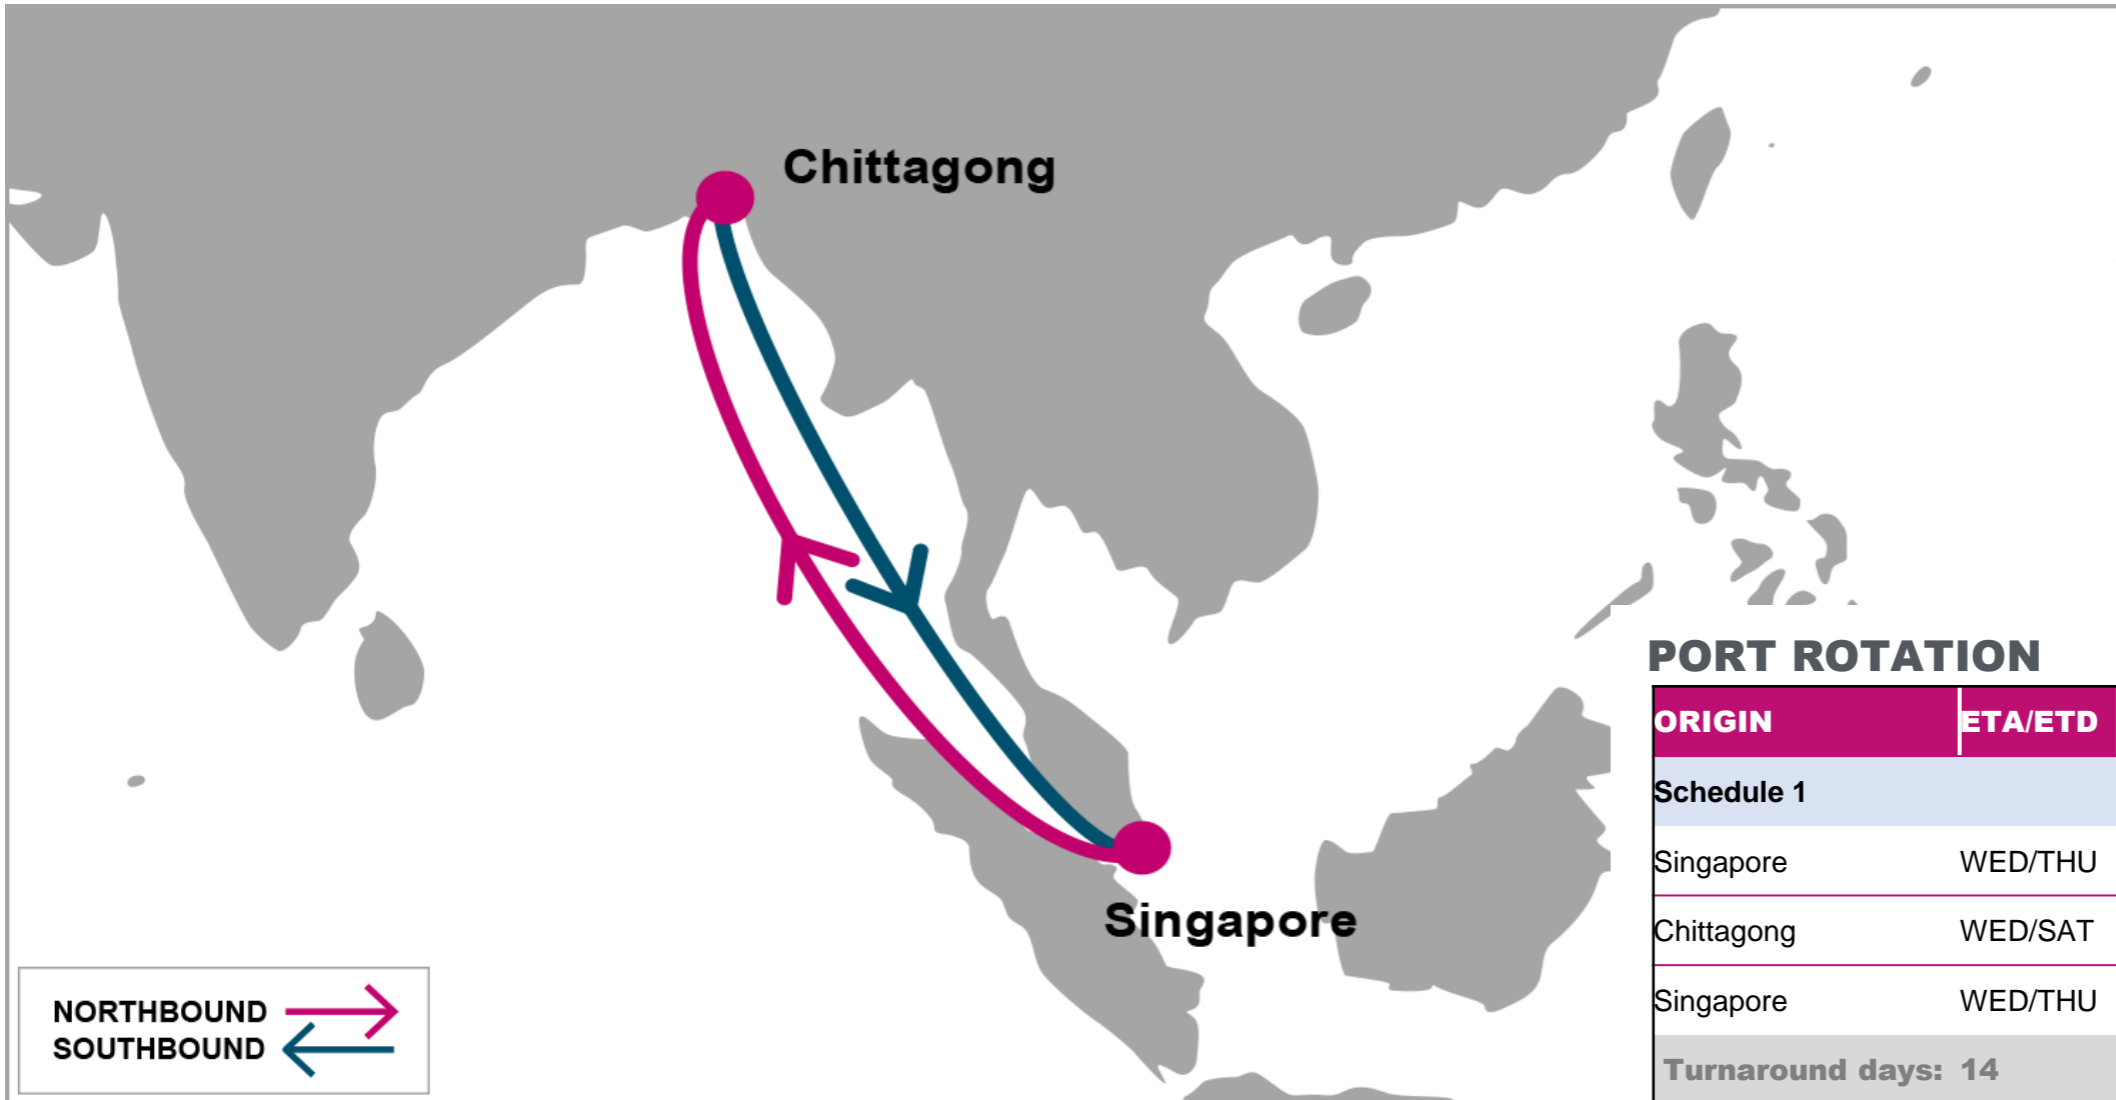 Chittagong
Singapore
NORTHBOUND
SOUTHBOUND
PORT ROTATION
ORIGIN ETA/ETD
Schedule 1
Singapore WED/THU
Chittagong WED/SAT
Singapore WED/THU
Turnaround days: 14